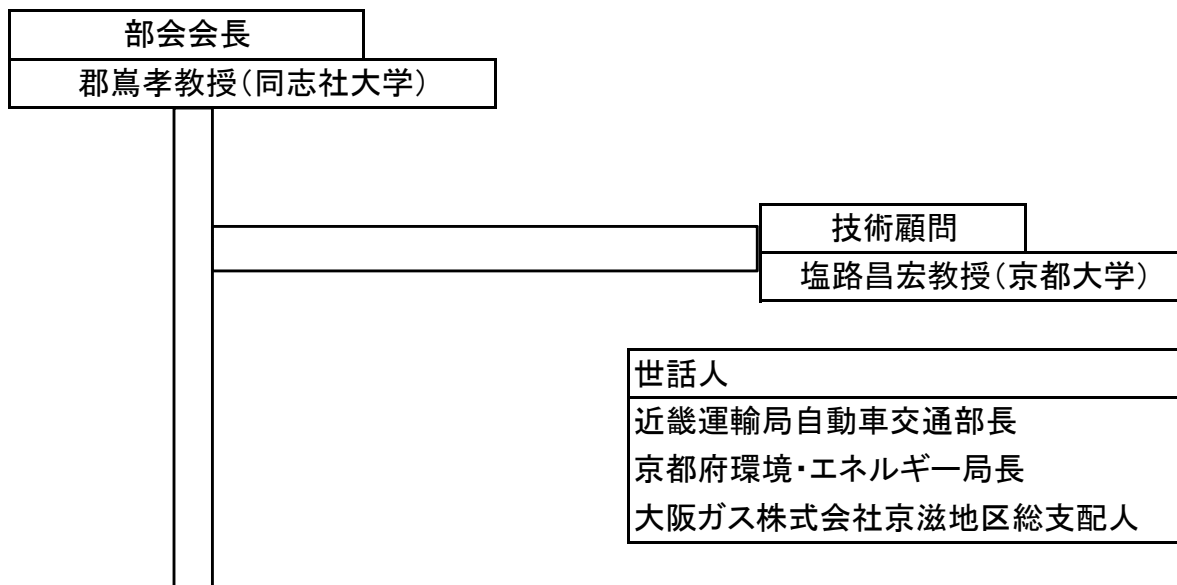 部会会長
郡嶌孝教授(同志社大学)
技術顧問
塩路昌宏教授(京都大学)
世話人
近畿運輸局自動車交通部長
京都府環境・エネルギー局長
大阪ガス株式会社京滋地区総支配人